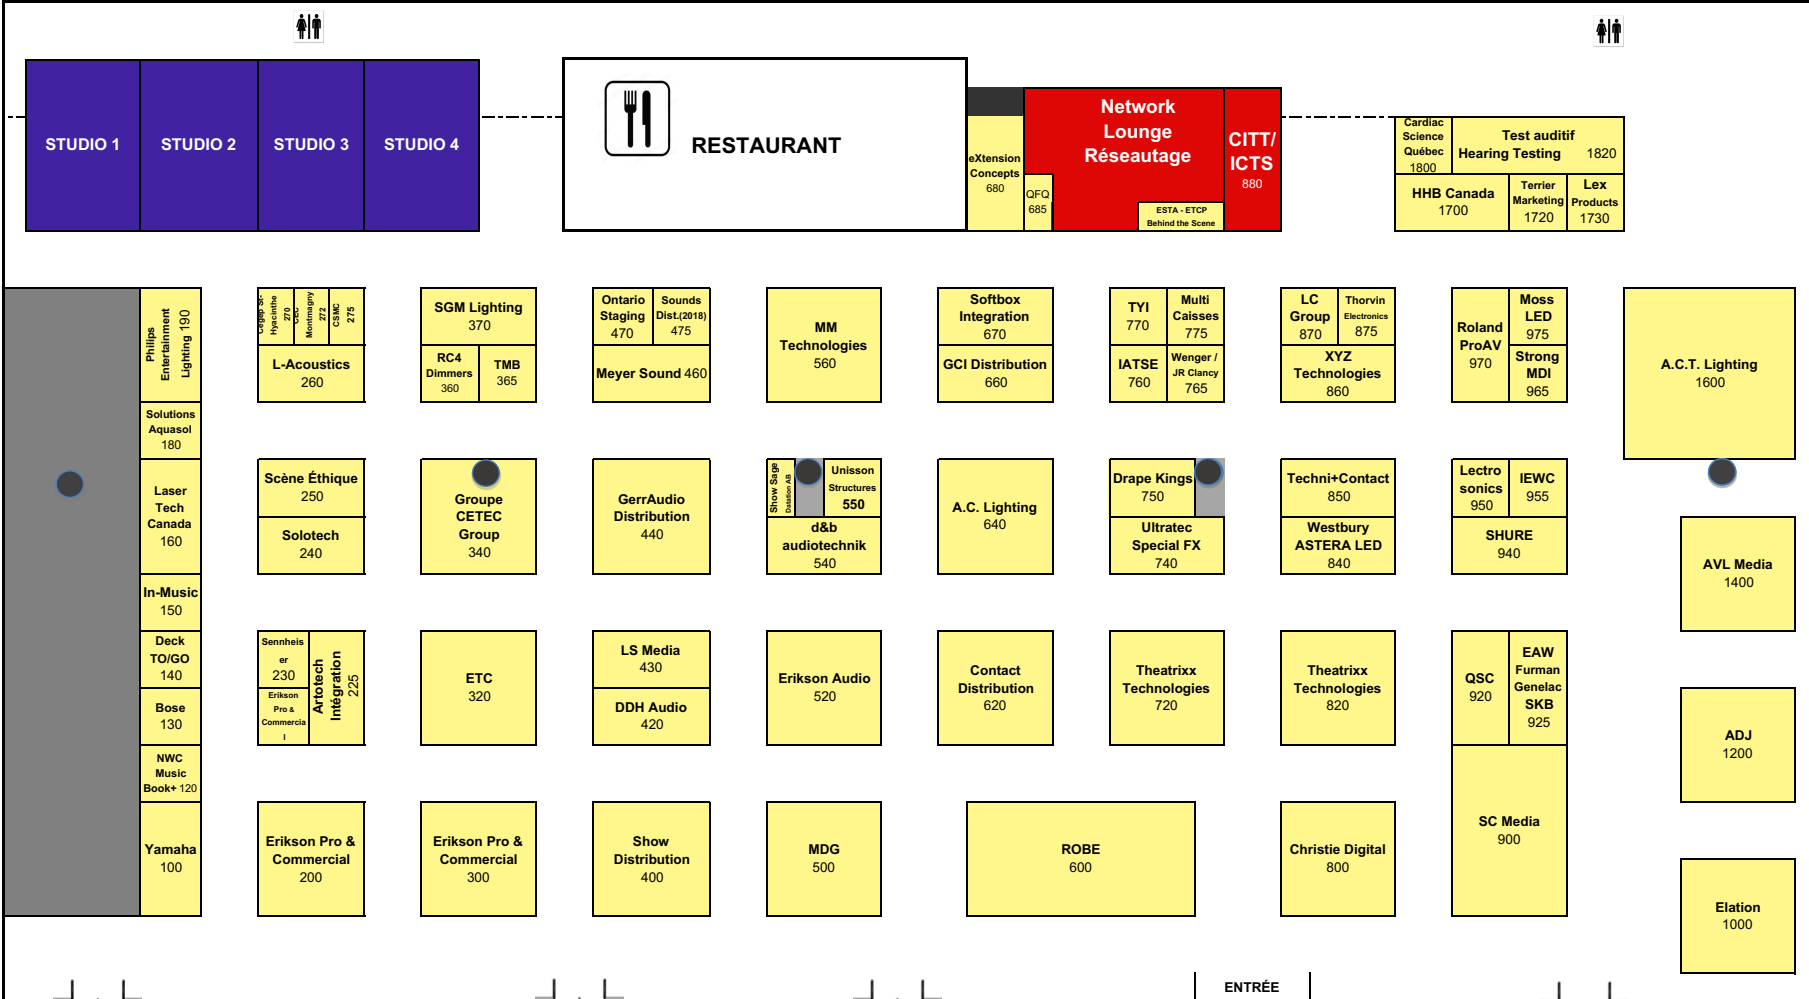 STUDIO 1
STUDIO 2
STUDIO 3
STUDIO 4
RESTAURANT
eXtension
Concepts
680
QFQ
685
Network
Lounge
Réseautage
ESTA - ETCP
Behind the Scene
CITT/
ICTS
880
Cardiac
Science
Québec
1800
Test auditif
Hearing Testing 1820
HHB Canada
1700
Terrier
Marketing
1720
Lex
Products
1730
Philips
Entertainment
Lighting 190
Cegep St-
Hyacinthe
270
CEC
Montmagny
272
CSMC
275
SGM Lighting
370
Ontario
Staging
470
Sounds
Dist.(2018)
475
MM
Technologies
560
Softbox
Integration
670
TYI
770
Multi
Caisses
775
LC
Group
870
Thorvin
Electronics
875
Roland
ProAV
970
Moss
LED
975
A.C.T. Lighting
1600
L-Acoustics
260
RC4
Dimmers
360
TMB
365
Meyer Sound 460
GCI Distribution
660
IATSE
760
Wenger /
JR Clancy
765
XYZ
Technologies
860
Strong
MDI
965
Solutions
Aquasol
180
Laser
Tech
Canada
160
Scène Éthique
250
Groupe
CETEC
Group
340
GerrAudio
Distribution
440
Show Sage
Datation AB
Unisson
Structures
550
A.C. Lighting
640
Drape Kings
750
Techni+Contact
850
Lectro
sonics
950
IEWC
955
Solotech
240
d&b
audiotechnik
540
Ultratec
Special FX
740
Westbury
ASTERA LED
840
SHURE
940
AVL Media
1400
In-Music
150
Deck
TO/GO
140
Sennheis
er
230
Artotech
Intégration
225
ETC
320
LS Media
430
Erikson Audio
520
Contact
Distribution
620
Theatrixx
Technologies
720
Theatrixx
Technologies
820
QSC
920
EAW
Furman
Genelac
SKB
925
Bose
130
Erikson
Pro &
Commercia
l
DDH Audio
420
ADJ
1200
NWC
Music
Book+ 120
Yamaha
100
Erikson Pro &
Commercial
200
Erikson Pro &
Commercial
300
Show
Distribution
400
MDG
500
ROBE
600
Christie Digital
800
SC Media
900
Elation
1000
ENTRÉE